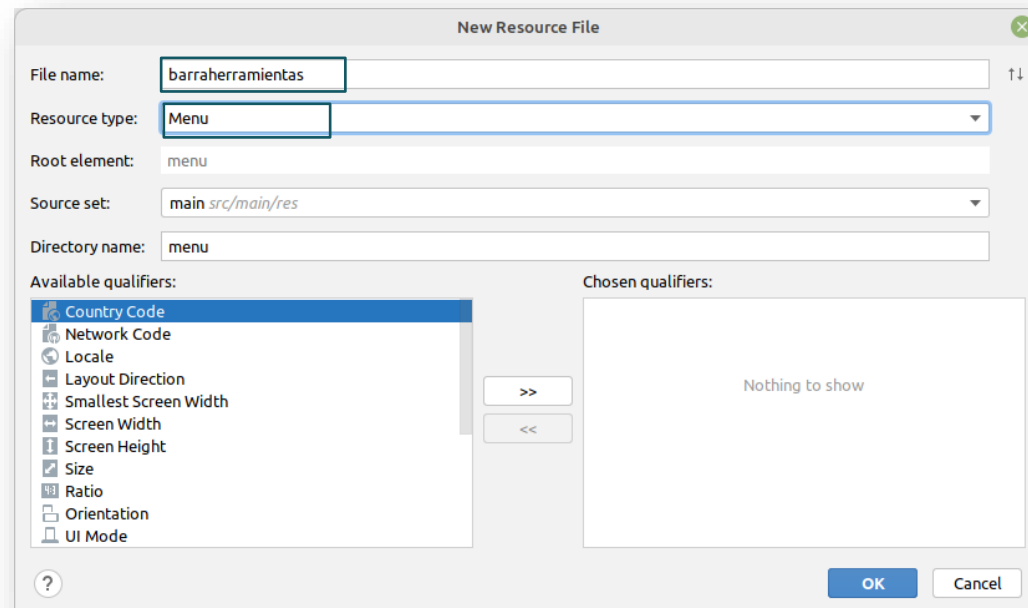 New Resource File
File name: barraherramientas
Resource type: Menu
Root element: menu
Source set: main src/main/res
Directory name: menu
Available qualifiers: Chosen qualifiers:
Country Code
Network Code
Locale
Layout Direction
Smallest Screen Width
Screen Width
Screen Height
Size
Ratio
Orientation
UI Mode
>>
<<
Nothing to show
?
OK Cancel